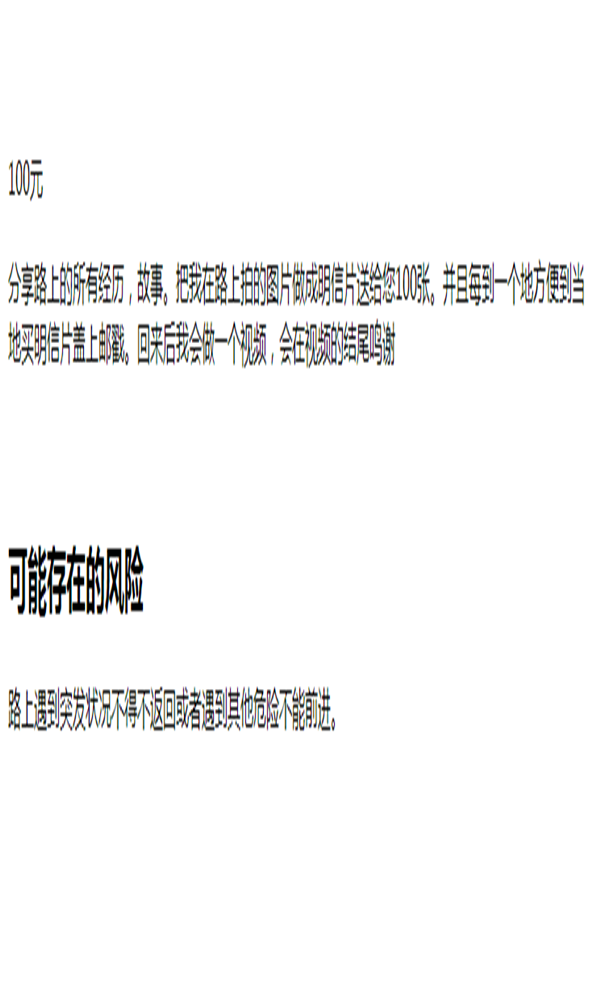 100元
分享路上的所有经历，故事。把我在路上拍的图片做成明信片送给您100张。并且每到一个地方便到当
地买明信片盖上邮戳。回来后我会做一个视频，会在视频的结尾鸣谢
可能存在的风险
路上遇到突发状况不得不返回或者遇到其他危险不能前进。